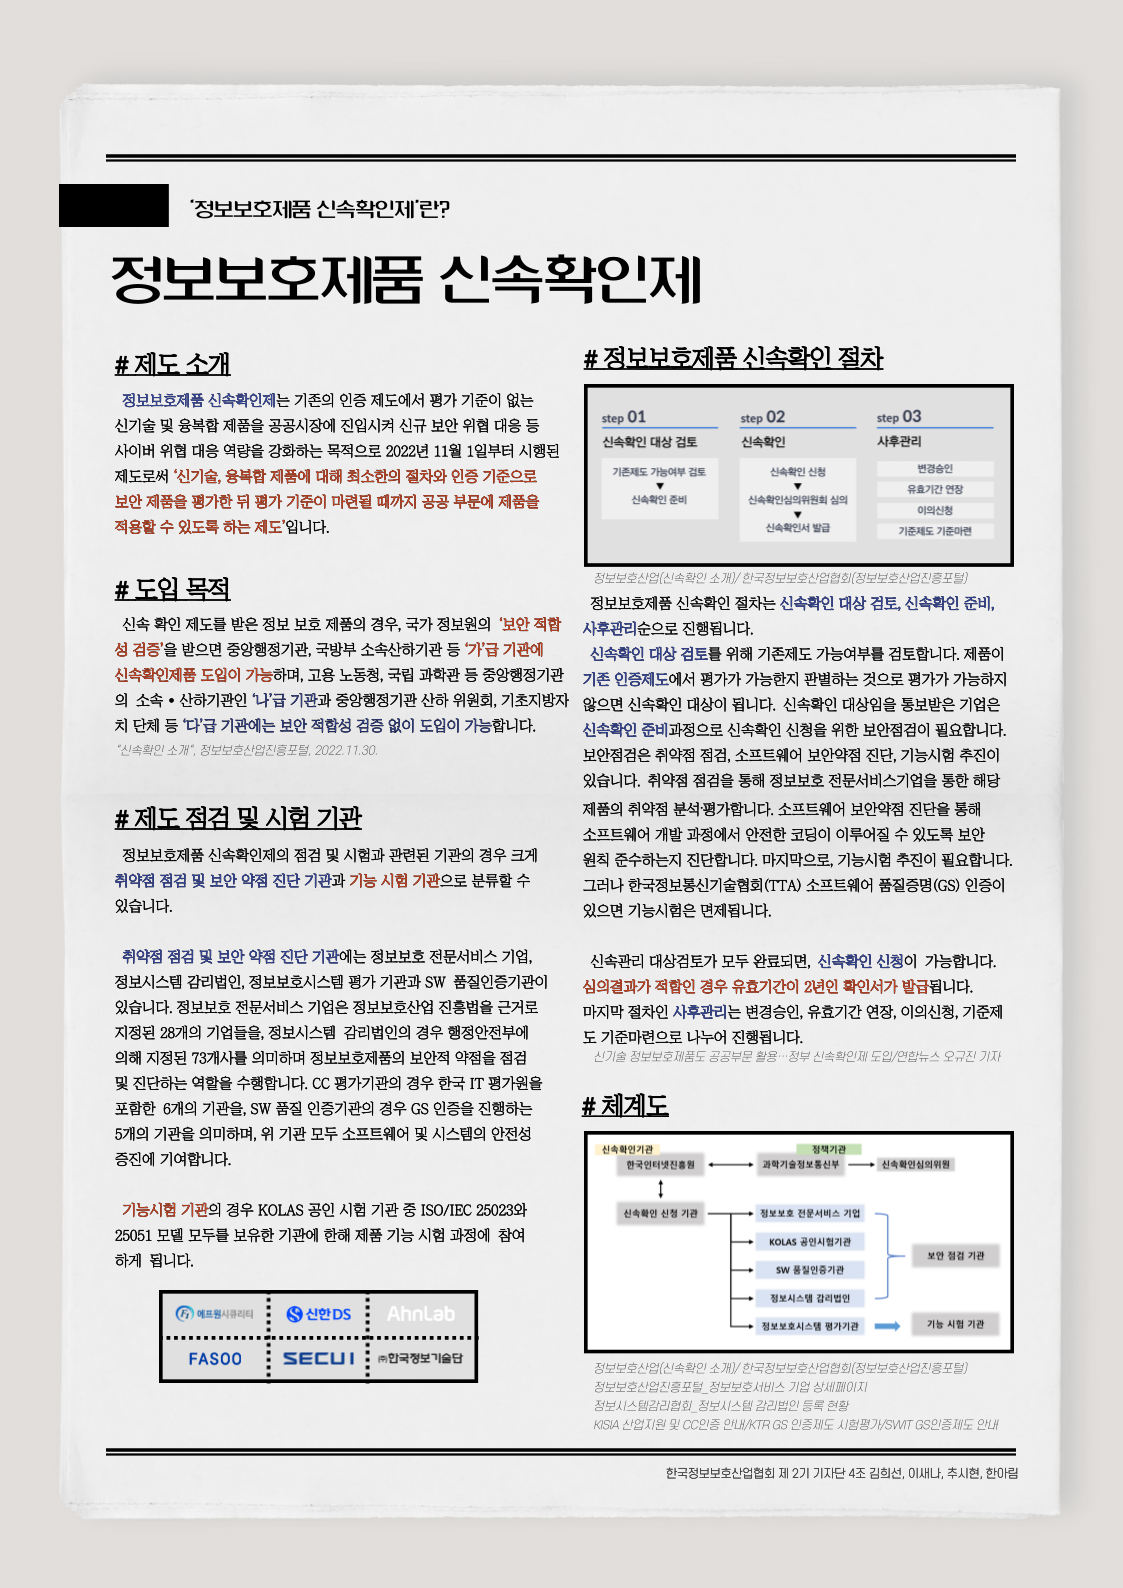 '정보보호제품 신속확인제'란?
정보보호제품 신속확인제
# 제도 소개
정보보호제품 신속확인제는 기존의 인증 제도에서 평가 기준이 없는
신기술 및 융복합 제품을 공공시장에 진입시켜 신규 보안 위협 대응 등
사이버 위협 대응 역량을 강화하는 목적으로 2022년 11월 1일부터 시행된
제도로써 '신기술, 융복합 제품에 대해 최소한의 절차와 인증 기준으로
보안 제품을 평가한 뒤 평가 기준이 마련될 때까지 공공 부문에 제품을
적용할 수 있도록 하는 제도'입니다.
# 도입 목적
신속 확인 제도를 받은 정보 보호 제품의 경우, 국가 정보원의 '보안 적합
성 검증'을 받으면 중앙행정기관, 국방부 소속산하기관 등 '가'급 기관에
신속확인제품 도입이 가능하며, 고용 노동청, 국립 과학관 등 중앙행정기관
의 소속 • 산하기관인 '나'급 기관과 중앙행정기관 산하 위원회, 기초지방자
치 단체 등 '다'급 기관에는 보안 적합성 검증 없이 도입이 가능합니다.
"신속확인 소개", 정보보호산업진흥포털, 2022.11.30.
# 제도 점검 및 시험 기관
정보보호제품 신속확인제의 점검 및 시험과 관련된 기관의 경우 크게
취약점 점검 및 보안 약점 진단 기관과 기능 시험 기관으로 분류할 수
있습니다.
취약점 점검 및 보안 약점 진단 기관에는 정보보호 전문서비스 기업,
정보시스템 감리법인, 정보보호시스템 평가 기관과 SW 품질인증기관이
있습니다. 정보보호 전문서비스 기업은 정보보호산업 진흥법을 근거로
지정된 28개의 기업들을, 정보시스템 감리법인의 경우 행정안전부에
의해 지정된 73개사를 의미하며 정보보호제품의 보안적 약점을 점검
및 진단하는 역할을 수행합니다. CC 평가기관의 경우 한국 IT 평가원을
포함한 6개의 기관을, SW 품질 인증기관의 경우 GS 인증을 진행하는
5개의 기관을 의미하며, 위 기관 모두 소프트웨어 및 시스템의 안전성
증진에 기여합니다.
기능시험 기관의 경우 KOLAS 공인 시험 기관 중 ISO/IEC 25023와
25051 모델 모두를 보유한 기관에 한해 제품 기능 시험 과정에 참여
하게 됩니다.
에프원시큐리티 신한DS AhnLab
FASOO SECUI ㈜한국정보기술단
# 정보보호제품 신속확인 절차
step 01 step 02 step 03
신속확인 대상 검토 신속확인 사후관리
기존제도 가능여부 검토
▼
신속확인 준비
신속확인 신청
▼
신속확인심의위원회 심의
▼
신속확인서 발급
변경승인
유효기간 연장
이의신청
기준제도 기준마련
정보보호산업(신속확인 소개)/ 한국정보보호산업협회(정보보호산업진흥포털)
정보보호제품 신속확인 절차는 신속확인 대상 검토, 신속확인 준비,
사후관리순으로 진행됩니다.
신속확인 대상 검토를 위해 기존제도 가능여부를 검토합니다. 제품이
기존 인증제도에서 평가가 가능한지 판별하는 것으로 평가가 가능하지
않으면 신속확인 대상이 됩니다. 신속확인 대상임을 통보받은 기업은
신속확인 준비과정으로 신속확인 신청을 위한 보안점검이 필요합니다.
보안점검은 취약점 점검, 소프트웨어 보안약점 진단, 기능시험 추진이
있습니다. 취약점 점검을 통해 정보보호 전문서비스기업을 통한 해당
제품의 취약점 분석·평가합니다. 소프트웨어 보안약점 진단을 통해
소프트웨어 개발 과정에서 안전한 코딩이 이루어질 수 있도록 보안
원칙 준수하는지 진단합니다. 마지막으로, 기능시험 추진이 필요합니다.
그러나 한국정보통신기술협회(TTA) 소프트웨어 품질증명(GS) 인증이
있으면 기능시험은 면제됩니다.
신속관리 대상검토가 모두 완료되면, 신속확인 신청이 가능합니다.
심의결과가 적합인 경우 유효기간이 2년인 확인서가 발급됩니다.
마지막 절차인 사후관리는 변경승인, 유효기간 연장, 이의신청, 기준제
도 기준마련으로 나누어 진행됩니다.
신기술 정보보호제품도 공공부문 활용…정부 신속확인제 도입/연합뉴스 오규진 기자
# 체계도
신속확인기관 정책기관
한국인터넷진흥원 과학기술정보통신부 신속확인심의위원
신속확인 신청 기관 정보보호 전문서비스 기업
KOLAS 공인시험기관
보안 점검 기관
SW 품질인증기관
정보시스템 감리법인
정보보호시스템 평가기관 기능 시험 기관
정보보호산업(신속확인 소개)/ 한국정보보호산업협회(정보보호산업진흥포털)
정보보호산업진흥포털_정보보호서비스 기업 상세페이지
정보시스템감리협회_정보시스템 감리법인 등록 현황
KISIA 산업지원 및 CC인증 안내/KTR GS 인증제도 시험평가/SWIT GS인증제도 안내
한국정보보호산업협회 제 2기 기자단 4조 김희선, 이새나, 추시현, 한아림